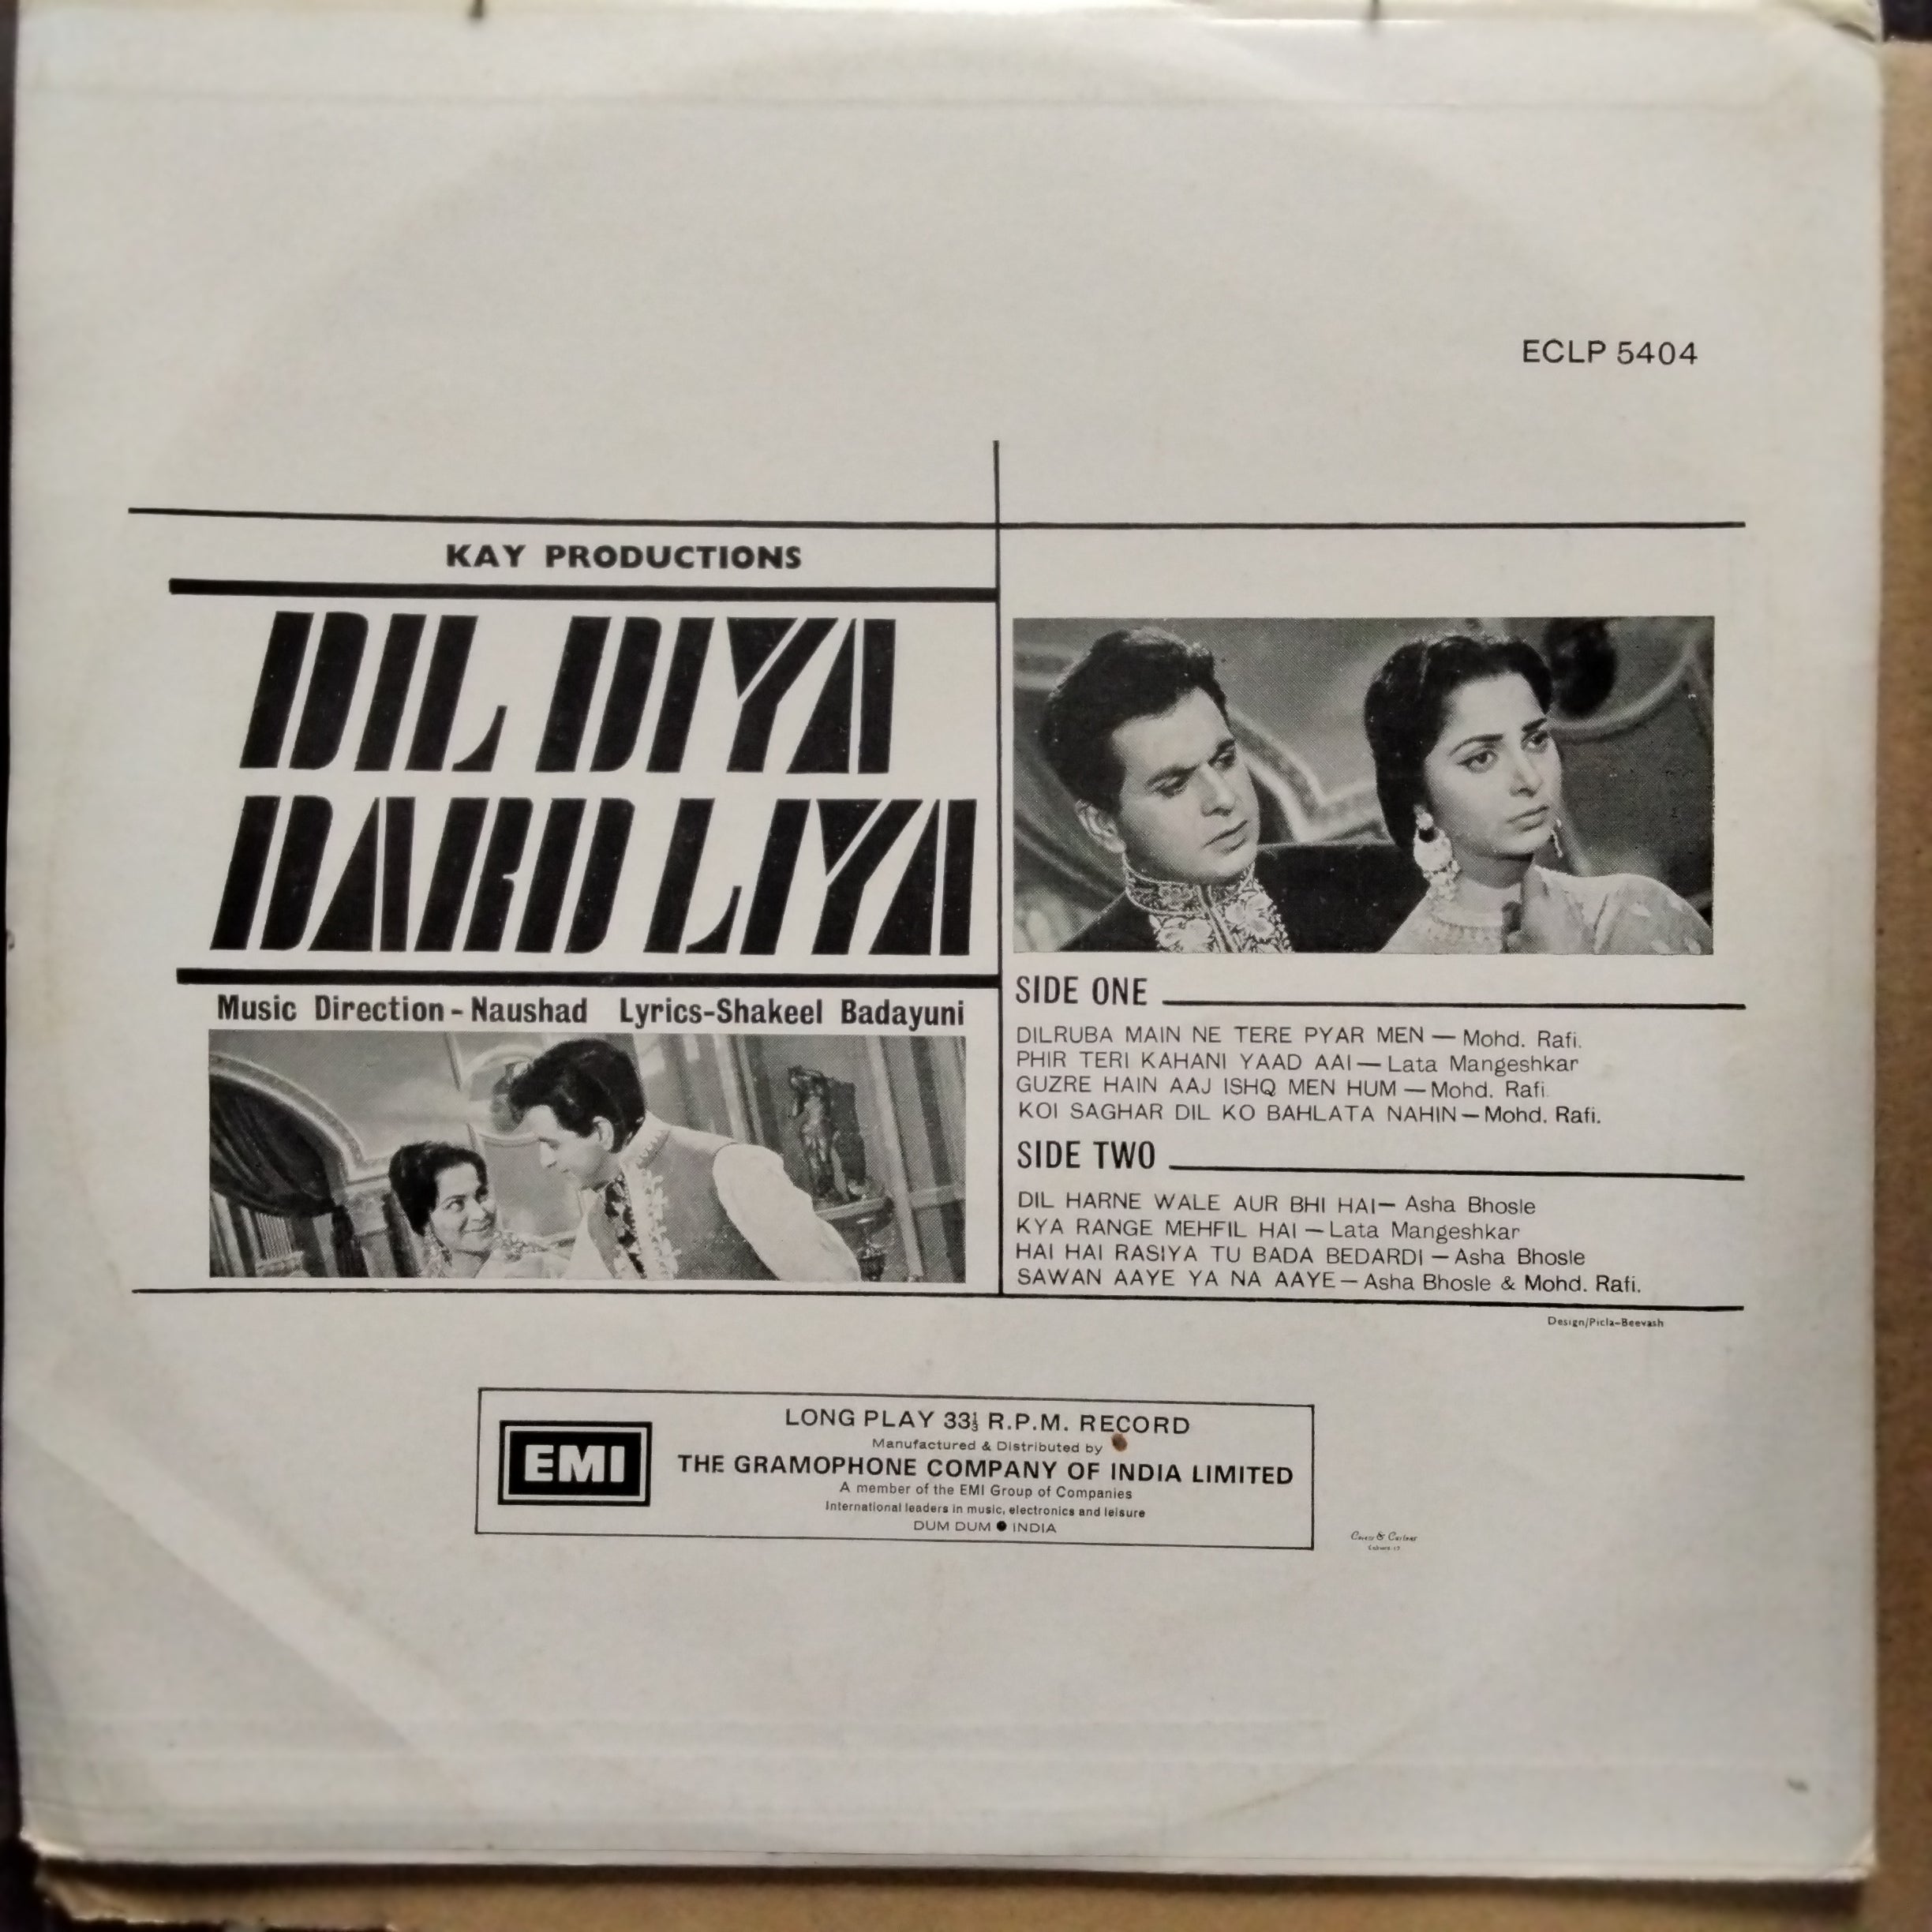 ECLP 5404
KAY PRODUCTIONS
DIL DIYA
DARD LIYA
Music Direction-Naushad Lyrics-Shakeel Badayuni
SIDE ONE
DILRUBA MAIN NE TERE PYAR MEN — Mohd. Rafi.
PHIR TERI KAHANI YAAD AAI — Lata Mangeshkar
GUZRE HAIN AAJ ISHQ MEN HUM — Mohd. Rafi.
KOI SAGHAR DIL KO BAHLATA NAHIN — Mohd. Rafi.
SIDE TWO
DIL HARNE WALE AUR BHI HAI — Asha Bhosle
KYA RANGE MEHFIL HAI — Lata Mangeshkar
HAI HAI RASIYA TU BADA BEDARDI — Asha Bhosle
SAWAN AAYE YA NA AAYE — Asha Bhosle & Mohd. Rafi.
Design/Picla-Beevash
EMI
LONG PLAY 33⅓ R.P.M. RECORD
Manufactured & Distributed by
THE GRAMOPHONE COMPANY OF INDIA LIMITED
A member of the EMI Group of Companies
International leaders in music, electronics and leisure
DUM DUM ● INDIA